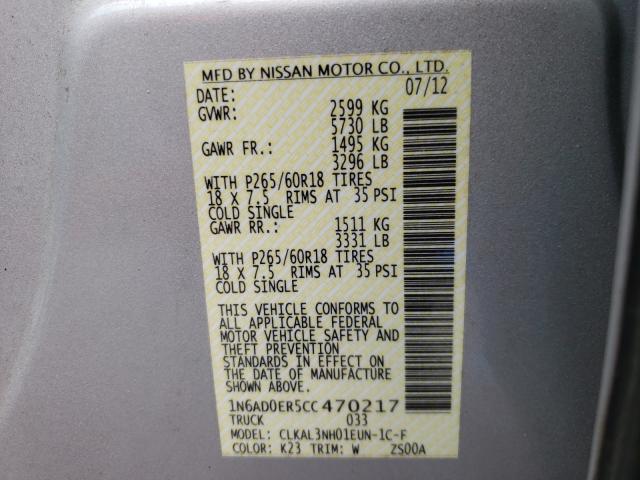 MFD BY NISSAN MOTOR CO., LTD.
DATE: 07/12
GVWR: 2599 KG
5730 LB
GAWR FR.: 1495 KG
3296 LB
WITH P265/60R18 TIRES
18 X 7.5 RIMS AT 35 PSI
COLD SINGLE
GAWR RR.: 1511 KG
3331 LB
WITH P265/60R18 TIRES
18 X 7.5 RIMS AT 35 PSI
COLD SINGLE
THIS VEHICLE CONFORMS TO
ALL APPLICABLE FEDERAL
MOTOR VEHICLE SAFETY AND
THEFT PREVENTION
STANDARDS IN EFFECT ON
THE DATE OF MANUFACTURE
SHOWN ABOVE.
1N6AD0ER5CC470217
TRUCK 033
MODEL: CLKAL3NH01EUN-1C-F
COLOR: K23 TRIM: W ZS00A